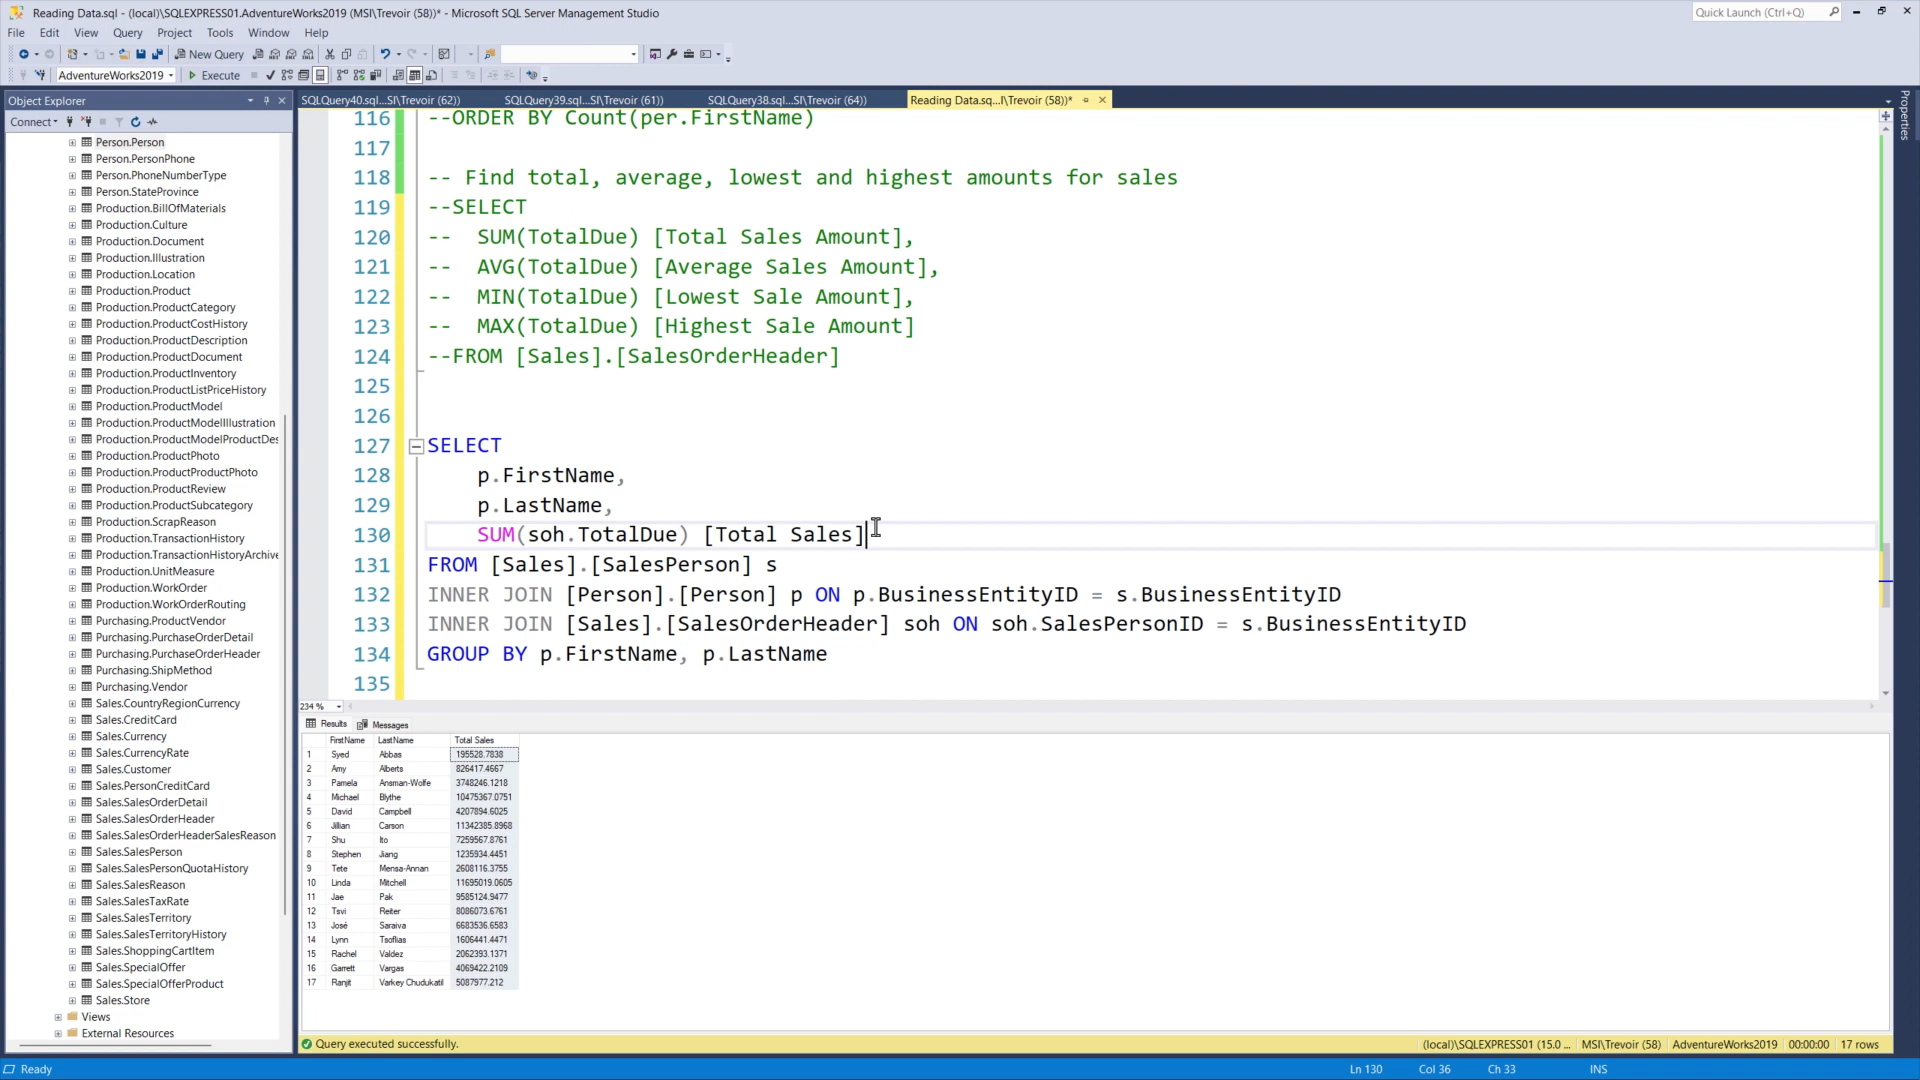 Reading Data.sql - (local)\SQLEXPRESS01.AdventureWorks2019 (MSI\Trevoir (58))* - Microsoft SQL Server Management Studio
Quick Launch (Ctrl+Q)
File Edit View Query Project Tools Window Help
New Query
AdventureWorks2019 Execute
Object Explorer
SQLQuery40.sql...SI\Trevoir (62)) SQLQuery39.sql...SI\Trevoir (61)) SQLQuery38.sql...SI\Trevoir (64)) Reading Data.sq...I\Trevoir (58))*
Properties
Connect
Person.Person
Person.PersonPhone
Person.PhoneNumberType
Person.StateProvince
Production.BillOfMaterials
Production.Culture
Production.Document
Production.Illustration
Production.Location
Production.Product
Production.ProductCategory
Production.ProductCostHistory
Production.ProductDescription
Production.ProductDocument
Production.ProductInventory
Production.ProductListPriceHistory
Production.ProductModel
Production.ProductModelIllustration
Production.ProductModelProductDes
Production.ProductPhoto
Production.ProductProductPhoto
Production.ProductReview
Production.ProductSubcategory
Production.ScrapReason
Production.TransactionHistory
Production.TransactionHistoryArchive
Production.UnitMeasure
Production.WorkOrder
Production.WorkOrderRouting
Purchasing.ProductVendor
Purchasing.PurchaseOrderDetail
Purchasing.PurchaseOrderHeader
Purchasing.ShipMethod
Purchasing.Vendor
Sales.CountryRegionCurrency
Sales.CreditCard
Sales.Currency
Sales.CurrencyRate
Sales.Customer
Sales.PersonCreditCard
Sales.SalesOrderDetail
Sales.SalesOrderHeader
Sales.SalesOrderHeaderSalesReason
Sales.SalesPerson
Sales.SalesPersonQuotaHistory
Sales.SalesReason
Sales.SalesTaxRate
Sales.SalesTerritory
Sales.SalesTerritoryHistory
Sales.ShoppingCartItem
Sales.SpecialOffer
Sales.SpecialOfferProduct
Sales.Store
Views
External Resources
116 --ORDER BY Count(per.FirstName)
117
118 -- Find total, average, lowest and highest amounts for sales
119 --SELECT
120 -- SUM(TotalDue) [Total Sales Amount],
121 -- AVG(TotalDue) [Average Sales Amount],
122 -- MIN(TotalDue) [Lowest Sale Amount],
123 -- MAX(TotalDue) [Highest Sale Amount]
124 --FROM [Sales].[SalesOrderHeader]
125
126
127 SELECT
128 p.FirstName,
129 p.LastName,
130 SUM(soh.TotalDue) [Total Sales]
131 FROM [Sales].[SalesPerson] s
132 INNER JOIN [Person].[Person] p ON p.BusinessEntityID = s.BusinessEntityID
133 INNER JOIN [Sales].[SalesOrderHeader] soh ON soh.SalesPersonID = s.BusinessEntityID
134 GROUP BY p.FirstName, p.LastName
135
234 %
Results Messages
FirstName LastName Total Sales
1 Syed Abbas 195528.7838
2 Amy Alberts 826417.4667
3 Pamela Ansman-Wolfe 3748246.1218
4 Michael Blythe 10475367.0751
5 David Campbell 4207894.6025
6 Jillian Carson 11342385.8968
7 Shu Ito 7259567.8761
8 Stephen Jiang 1235934.4451
9 Tete Mensa-Annan 2608116.3755
10 Linda Mitchell 11695019.0605
11 Jae Pak 9585124.9477
12 Tsvi Reiter 8086073.6761
13 José Saraiva 6683536.6583
14 Lynn Tsoflias 1606441.4471
15 Rachel Valdez 2062393.1371
16 Garrett Vargas 4069422.2109
17 Ranjit Varkey Chudukatil 5087977.212
Query executed successfully.
(local)\SQLEXPRESS01 (15.0 ... MSI\Trevoir (58) AdventureWorks2019 00:00:00 17 rows
Ready
Ln 130 Col 36 Ch 33 INS